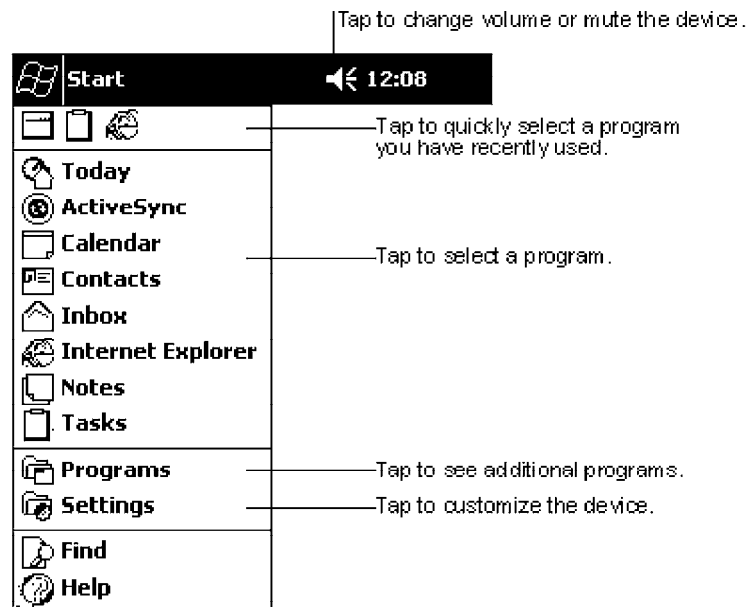 Tap to change volume or mute the device.
Start 12:08
Tap to quickly select a program
you have recently used.
Today
ActiveSync
Calendar
Tap to select a program.
Contacts
Inbox
Internet Explorer
Notes
Tasks
Programs
Tap to see additional programs.
Settings
Tap to customize the device.
Find
Help